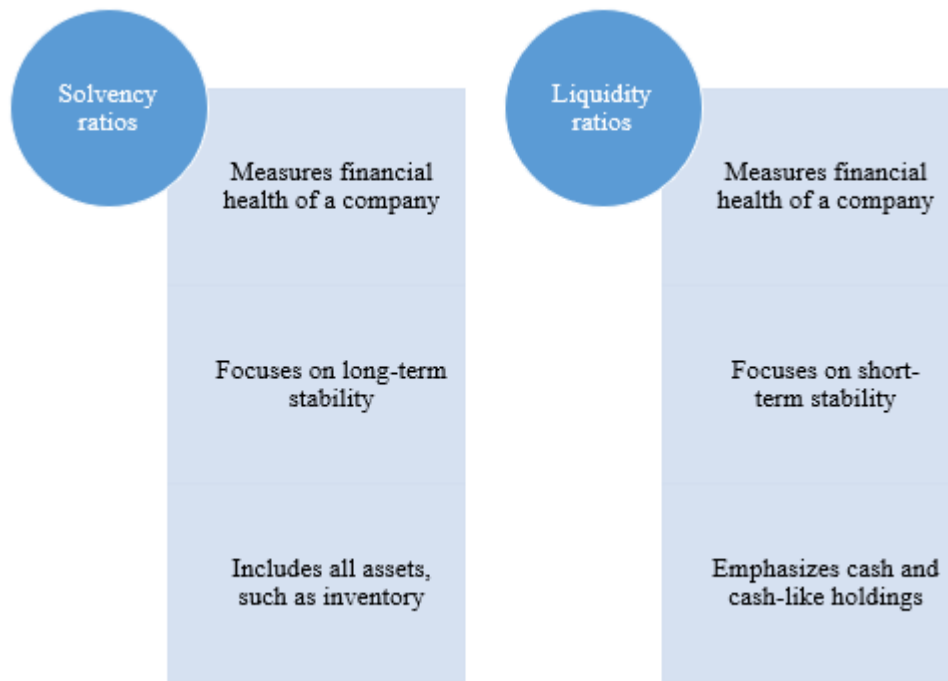 Solvency
ratios
Measures financial
health of a company
Focuses on long-term
stability
Includes all assets,
such as inventory
Liquidity
ratios
Measures financial
health of a company
Focuses on short-
term stability
Emphasizes cash and
cash-like holdings